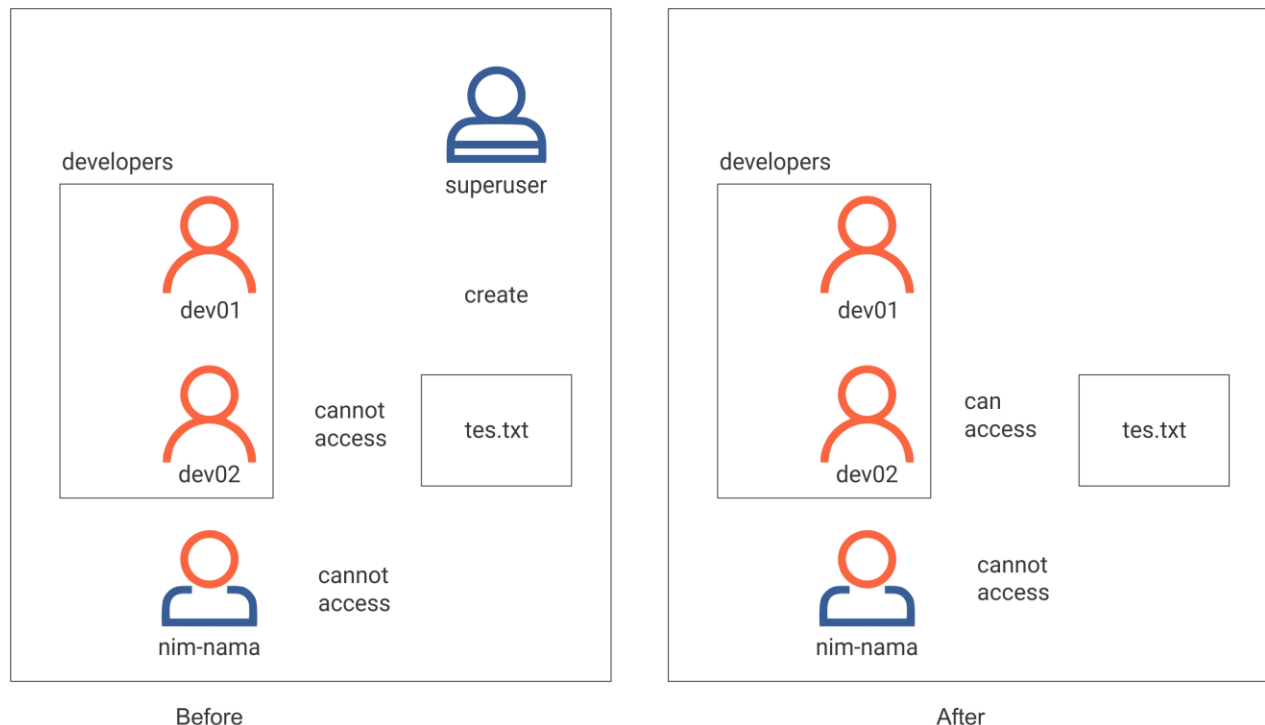 superuser
developers
dev01
create
dev02
cannot
access
tes.txt
nim-nama
cannot
access
Before
developers
dev01
dev02
can
access
tes.txt
nim-nama
cannot
access
After